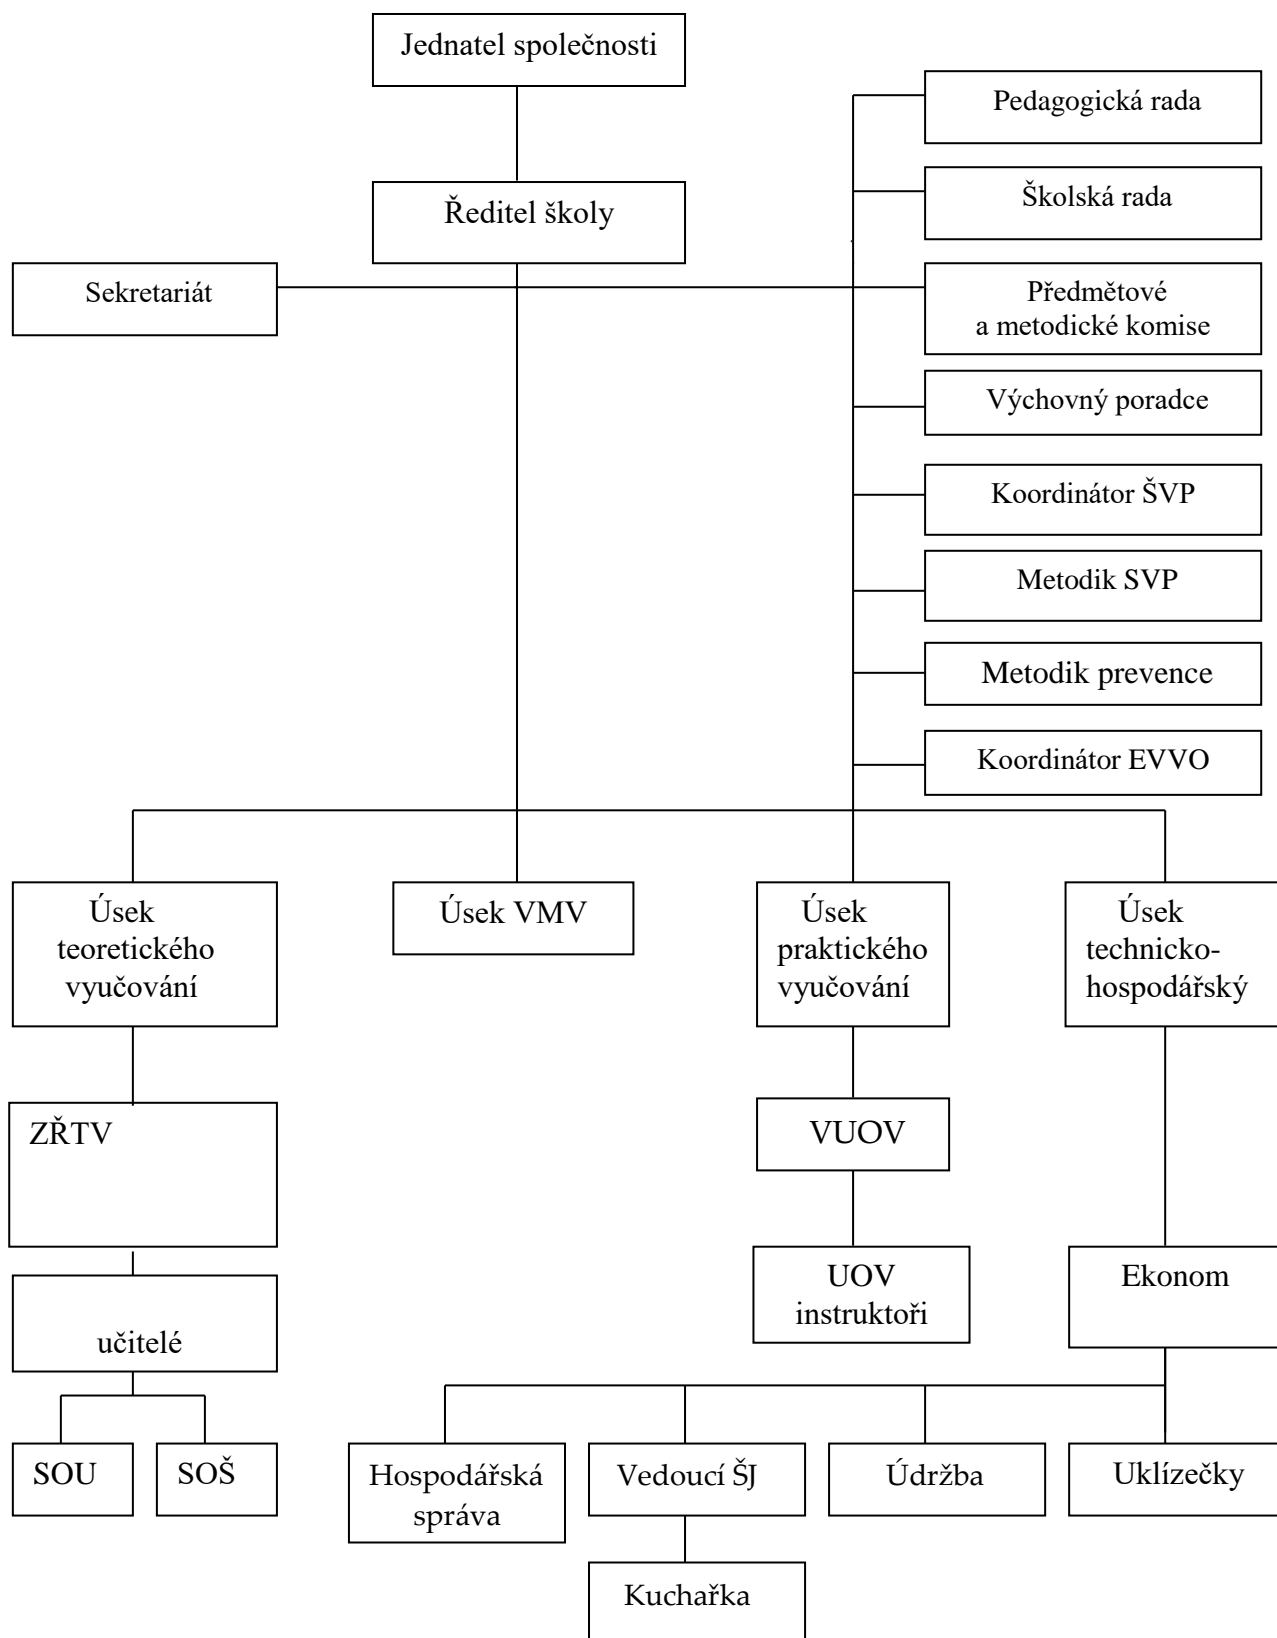 Jednatel společnosti
Pedagogická rada
Školská rada
Ředitel školy
Sekretariát
Předmětové
a metodické komise
Výchovný poradce
Koordinátor ŠVP
Metodik SVP
Metodik prevence
Koordinátor EVVO
Úsek
teoretického
vyučování
Úsek VMV
Úsek
praktického
vyučování
Úsek
technicko-
hospodářský
ZŘTV
VUOV
učitelé
UOV
instruktoři
Ekonom
SOU
SOŠ
Hospodářská
správa
Vedoucí ŠJ
Údržba
Uklízečky
Kuchařka